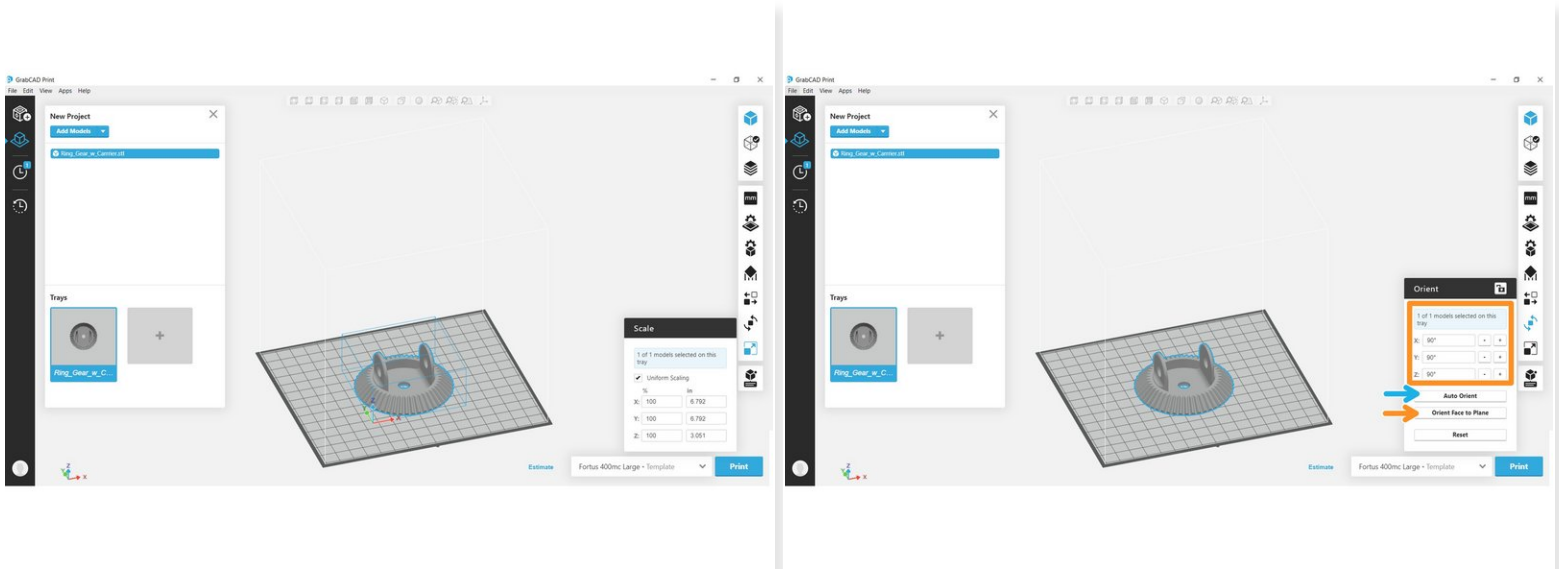 GrabCAD Print
File Edit View Apps Help
New Project
Add Models
Ring_Gear_w_Carrier.stl
1
mm
Trays
+
Ring_Gear_w_C...
Scale
1 of 1 models selected on this
tray
Uniform Scaling
% in
X: 100 6.792
Y: 100 6.792
Z: 100 3.051
Z
Y
X
Estimate
Fortus 400mc Large - Template
Print
GrabCAD Print
File Edit View Apps Help
New Project
Add Models
Ring_Gear_w_Carrier.stl
1
mm
Trays
+
Ring_Gear_w_C...
Orient
1 of 1 models selected on this
tray
X: 90° - +
Y: 90° - +
Z: 90° - +
Auto Orient
Orient Face to Plane
Reset
Z
Y
X
Estimate
Fortus 400mc Large - Template
Print